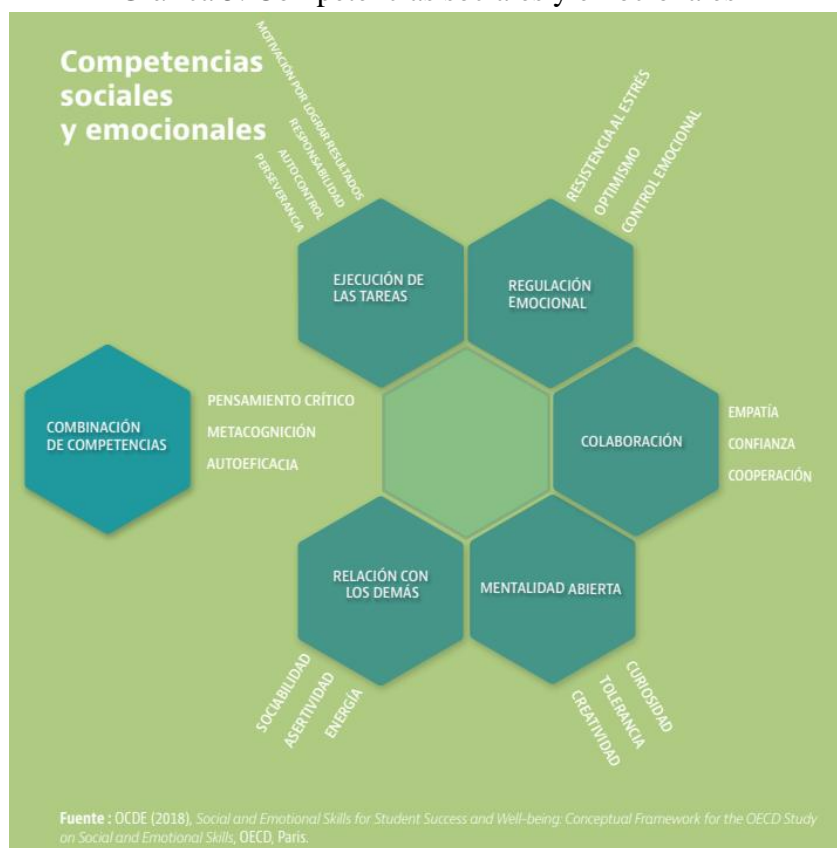 Competencias
sociales
y emocionales
MOTIVACIÓN POR LOGRAR RESULTADOS
RESPONSABILIDAD
AUTOCONTROL
PERSEVERANCIA
RESISTENCIA AL ESTRÉS
OPTIMISMO
CONTROL EMOCIONAL
EJECUCIÓN DE
LAS TAREAS
REGULACIÓN
EMOCIONAL
COMBINACIÓN
DE COMPETENCIAS
PENSAMIENTO CRÍTICO
METACOGNICIÓN
AUTOEFICACIA
COLABORACIÓN
EMPATÍA
CONFIANZA
COOPERACIÓN
RELACIÓN CON
LOS DEMÁS
MENTALIDAD ABIERTA
SOCIABILIDAD
ASERTIVIDAD
ENERGÍA
CURIOSIDAD
TOLERANCIA
CREATIVIDAD
Fuente : OCDE (2018), Social and Emotional Skills for Student Success and Well-being: Conceptual Framework for the OECD Study
on Social and Emotional Skills, OECD, Paris.